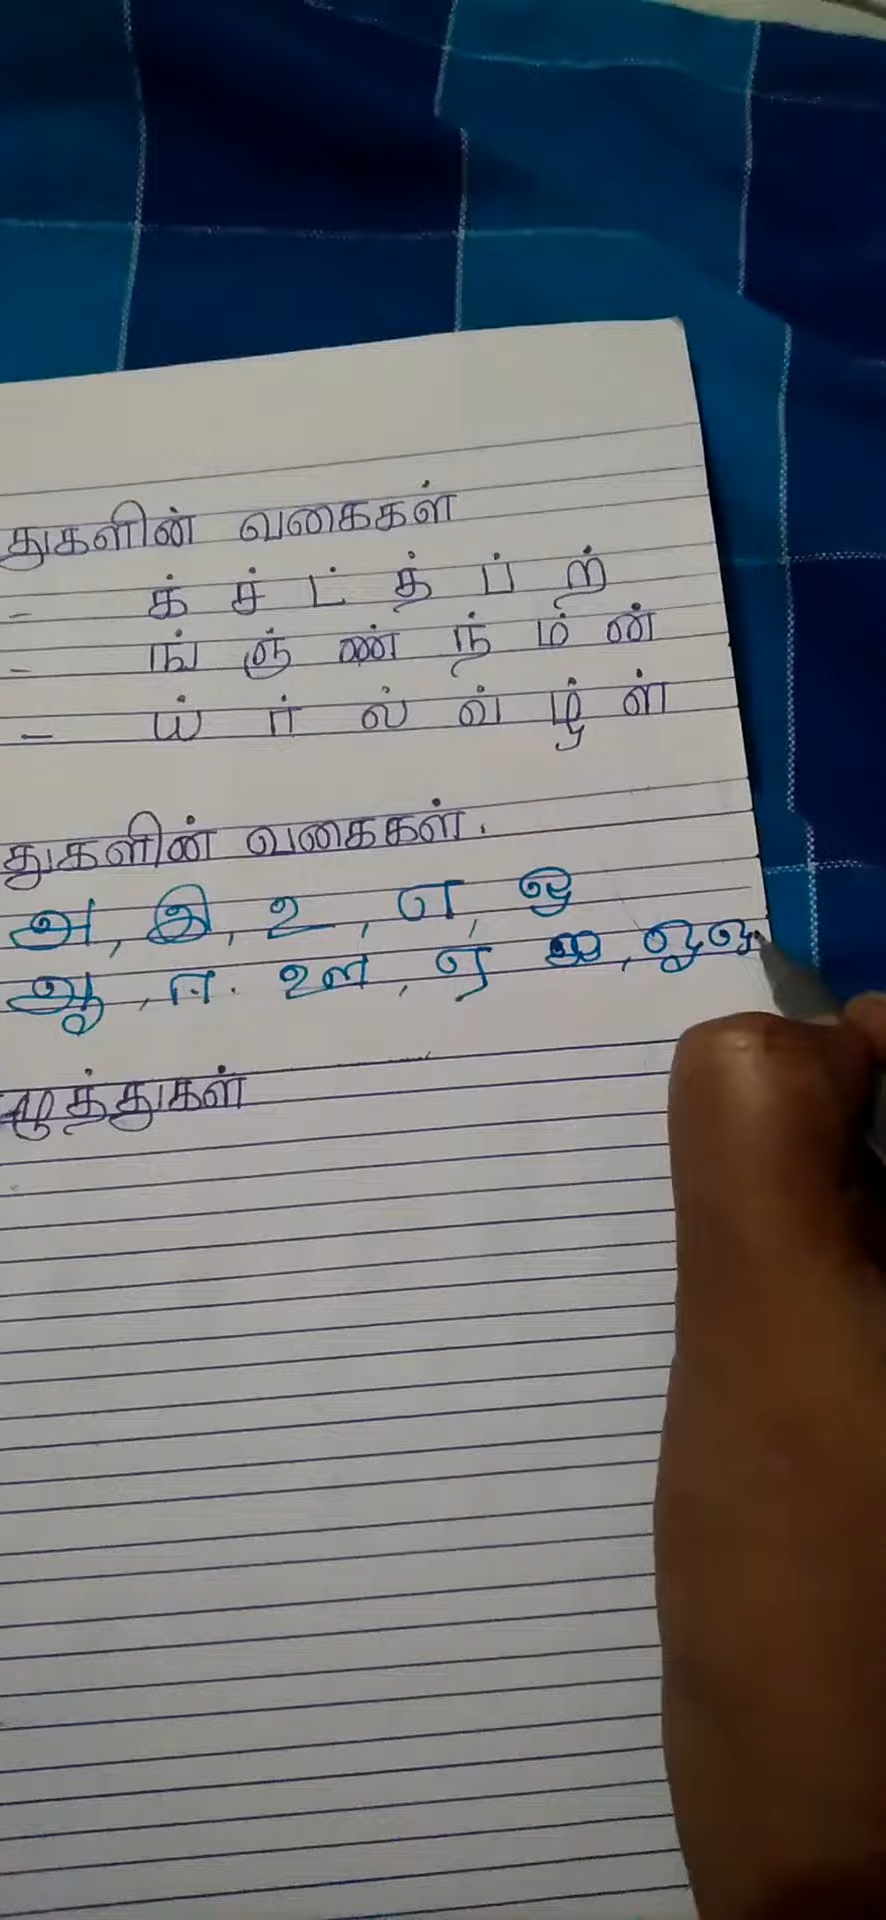 துகளின் வகைகள்
- க் ச் ட் த் ப் ற்
- ங் ஞ் ண் ந் ம் ன்
- ய் ர் ல் வ் ழ் ள்
துகளின் வகைகள்.
அ, இ, உ, எ, ஒ
ஆ, ஈ. ஊ, ஏ ஐ, ஓ
ழுத்துகள்